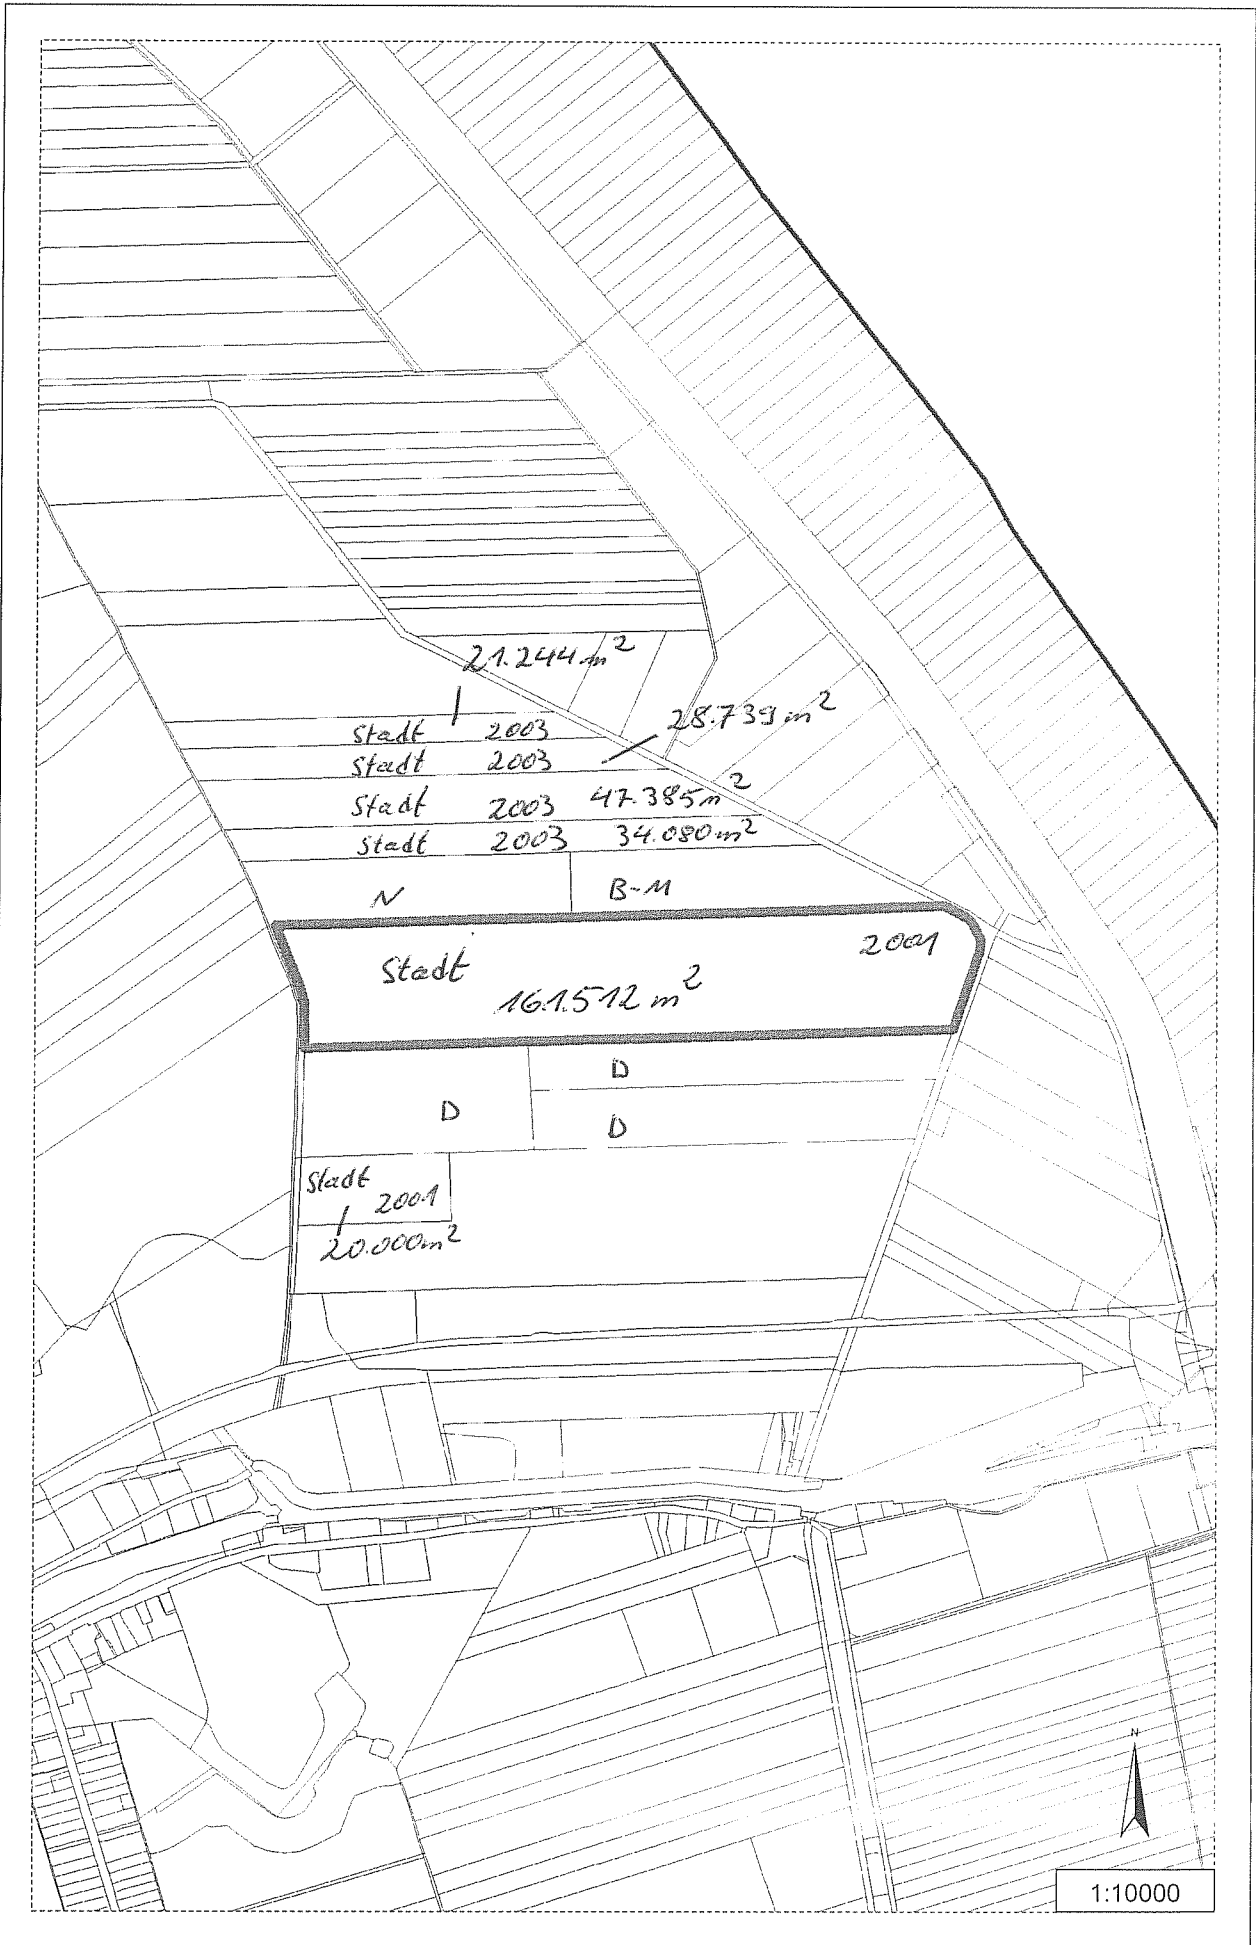 21.244 m²
28.739 m²
Stadt 2003
Stadt 2003
Stadt 2003 47.385 m²
Stadt 2003 34.080 m²
N B-M
Stadt 2001
161.512 m²
D
D
D
Stadt
2001
20.000 m²
N
1:10000